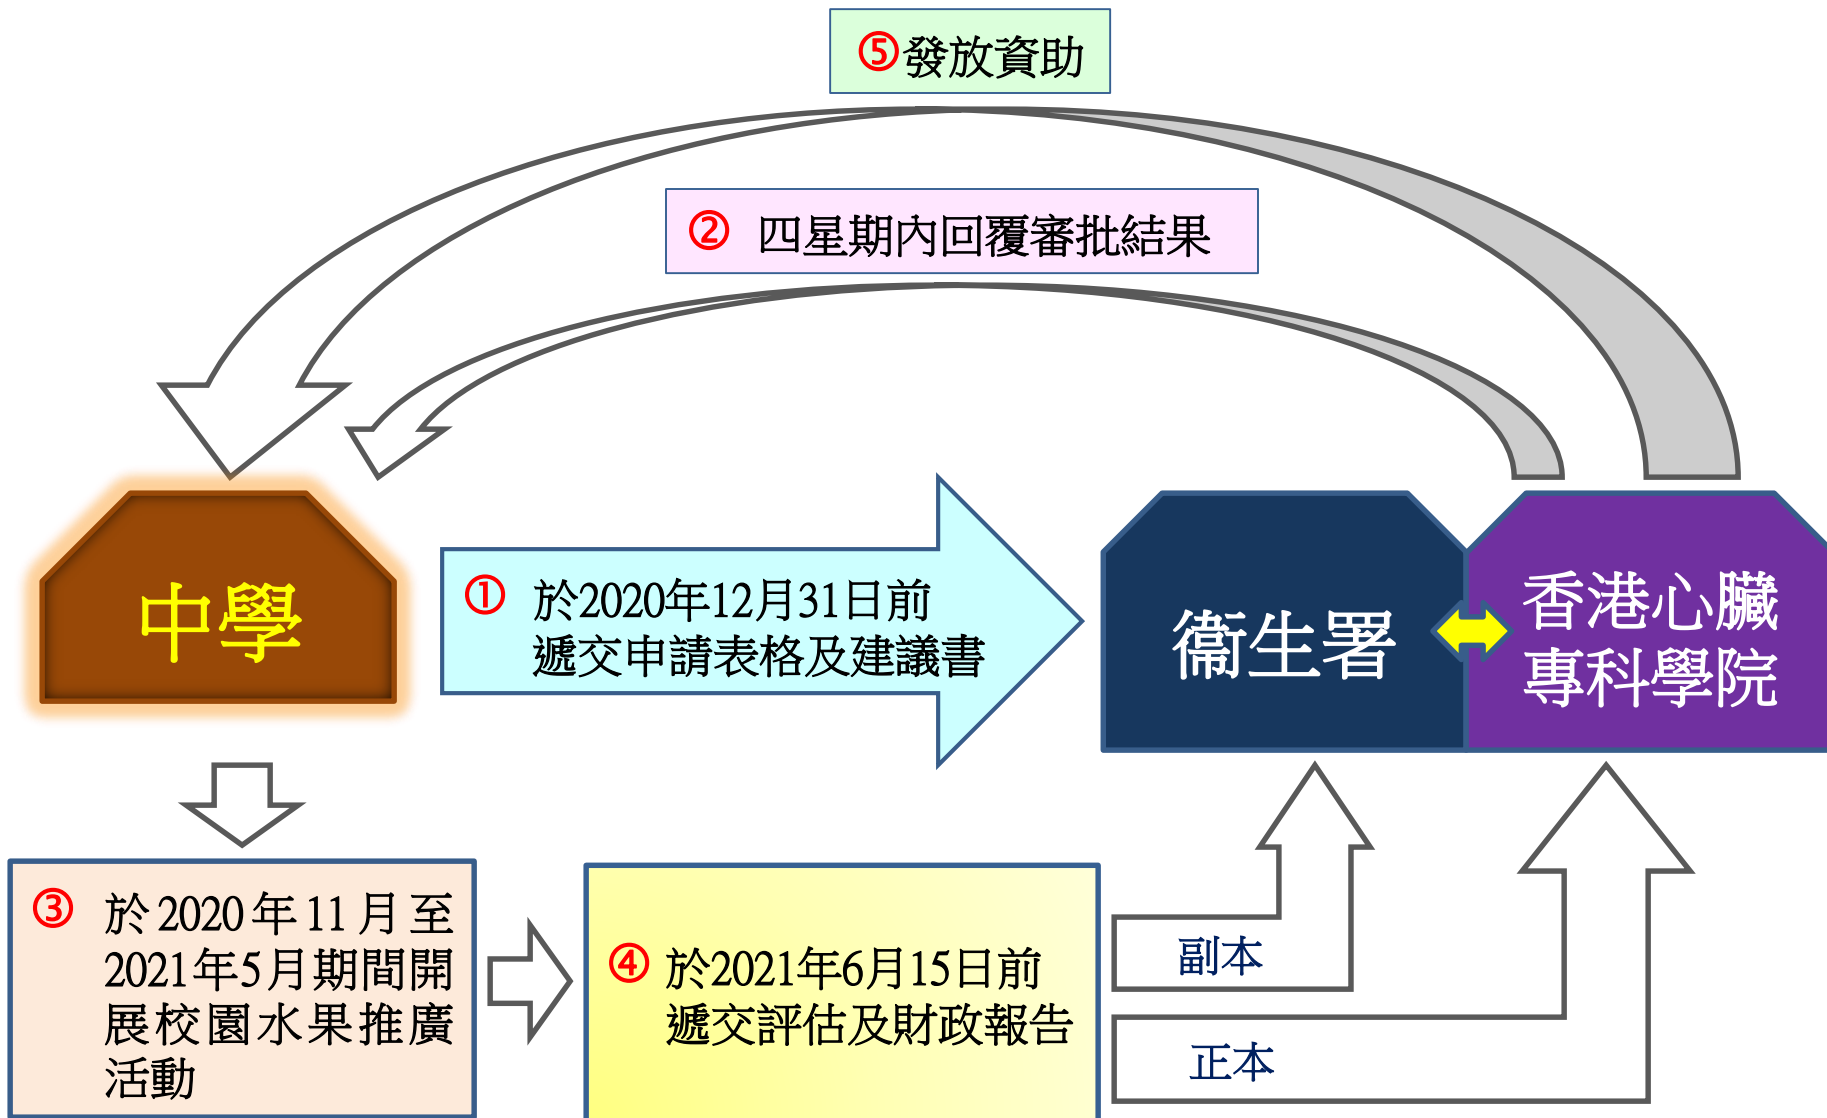 ⑤發放資助
② 四星期內回覆審批結果
中學
① 於2020年12月31日前
遞交申請表格及建議書
衞生署
香港心臟
專科學院
③ 於2020年11月至
2021年5月期間開
展校園水果推廣
活動
④ 於2021年6月15日前
遞交評估及財政報告
副本
正本